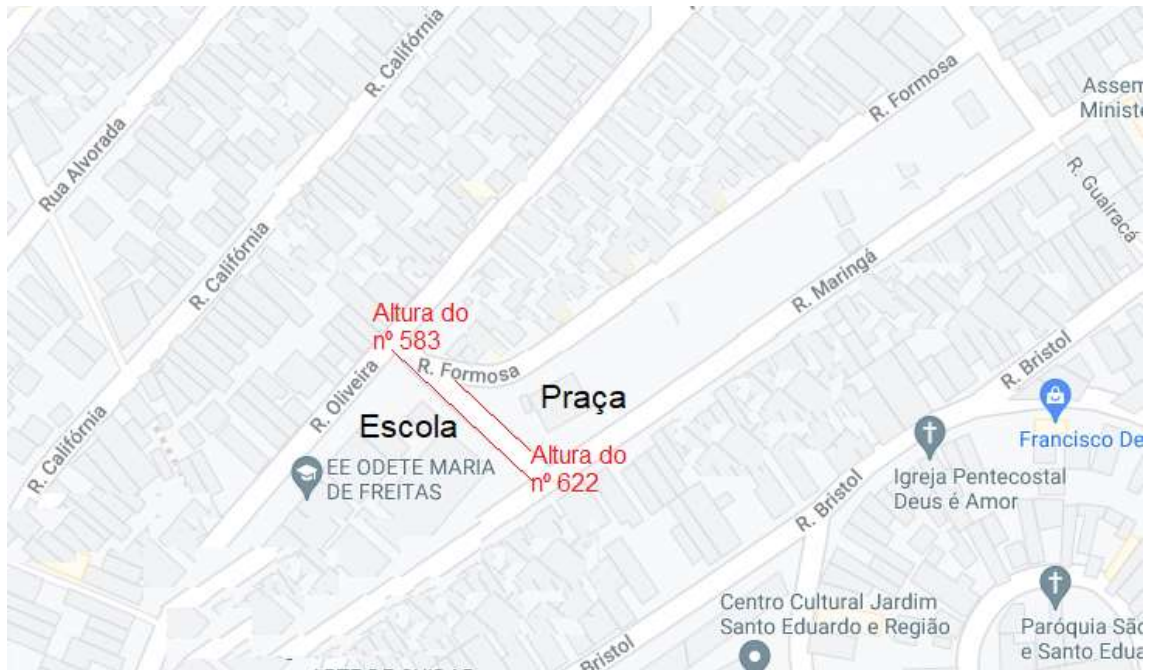 R. Califórnia
R. Formosa
Assem
Ministé
Rua Alvorada
R. Guairacá
R. Califórnia
R. Maringá
Altura do
nº 583
R. Formosa
R. Bristol
Praça
R. Oliveira
Escola
R. Califórnia
Francisco De
Altura do
nº 622
EE ODETE MARIA
DE FREITAS
Igreja Pentecostal
Deus é Amor
R. Bristol
Centro Cultural Jardim
Santo Eduardo e Região
Paróquia São
e Santo Edua
Bristol